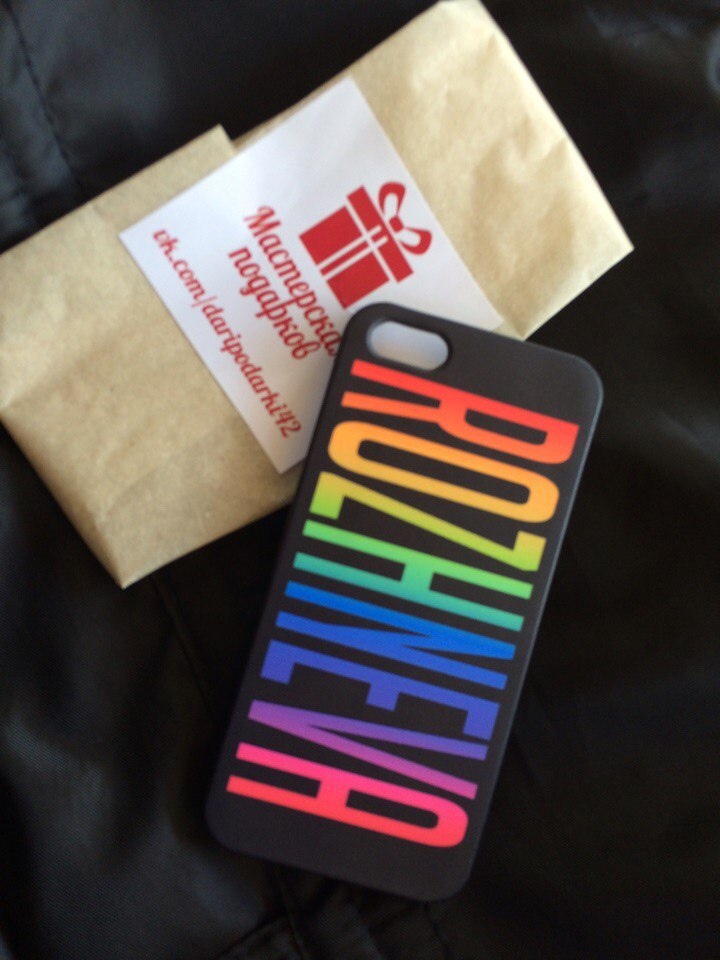 Мастерская
подарков
vk.com/daripodarki42
ROZHNEVA